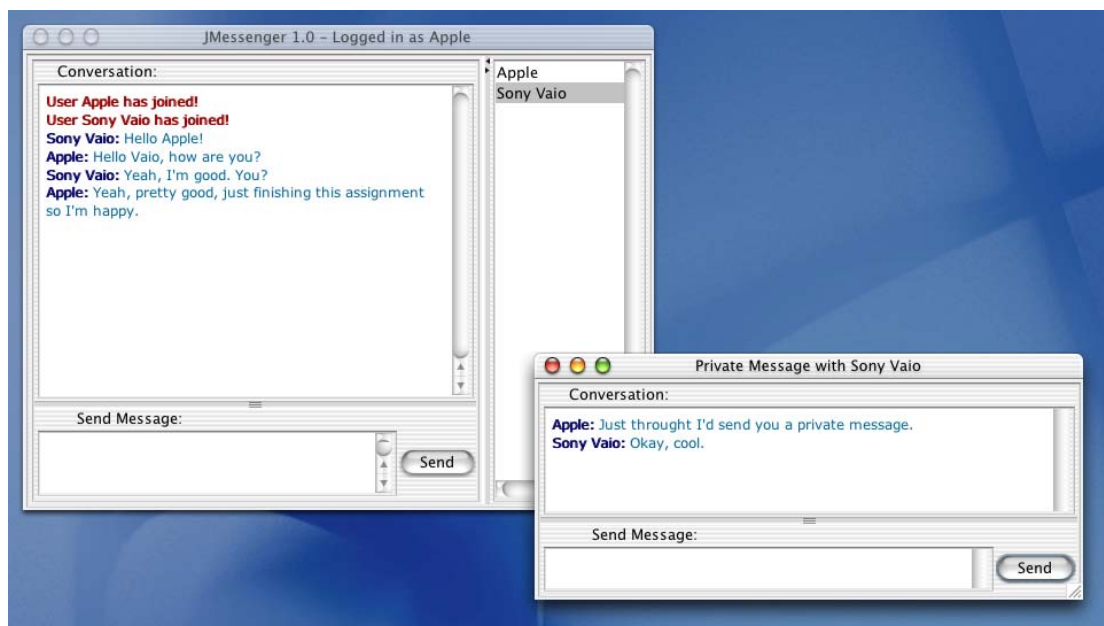 JMessenger 1.0 – Logged in as Apple
Conversation:
User Apple has joined!
User Sony Vaio has joined!
Sony Vaio: Hello Apple!
Apple: Hello Vaio, how are you?
Sony Vaio: Yeah, I'm good. You?
Apple: Yeah, pretty good, just finishing this assignment
so I'm happy.
Send Message:
Send
Apple
Sony Vaio
Private Message with Sony Vaio
Conversation:
Apple: Just throught I'd send you a private message.
Sony Vaio: Okay, cool.
Send Message:
Send